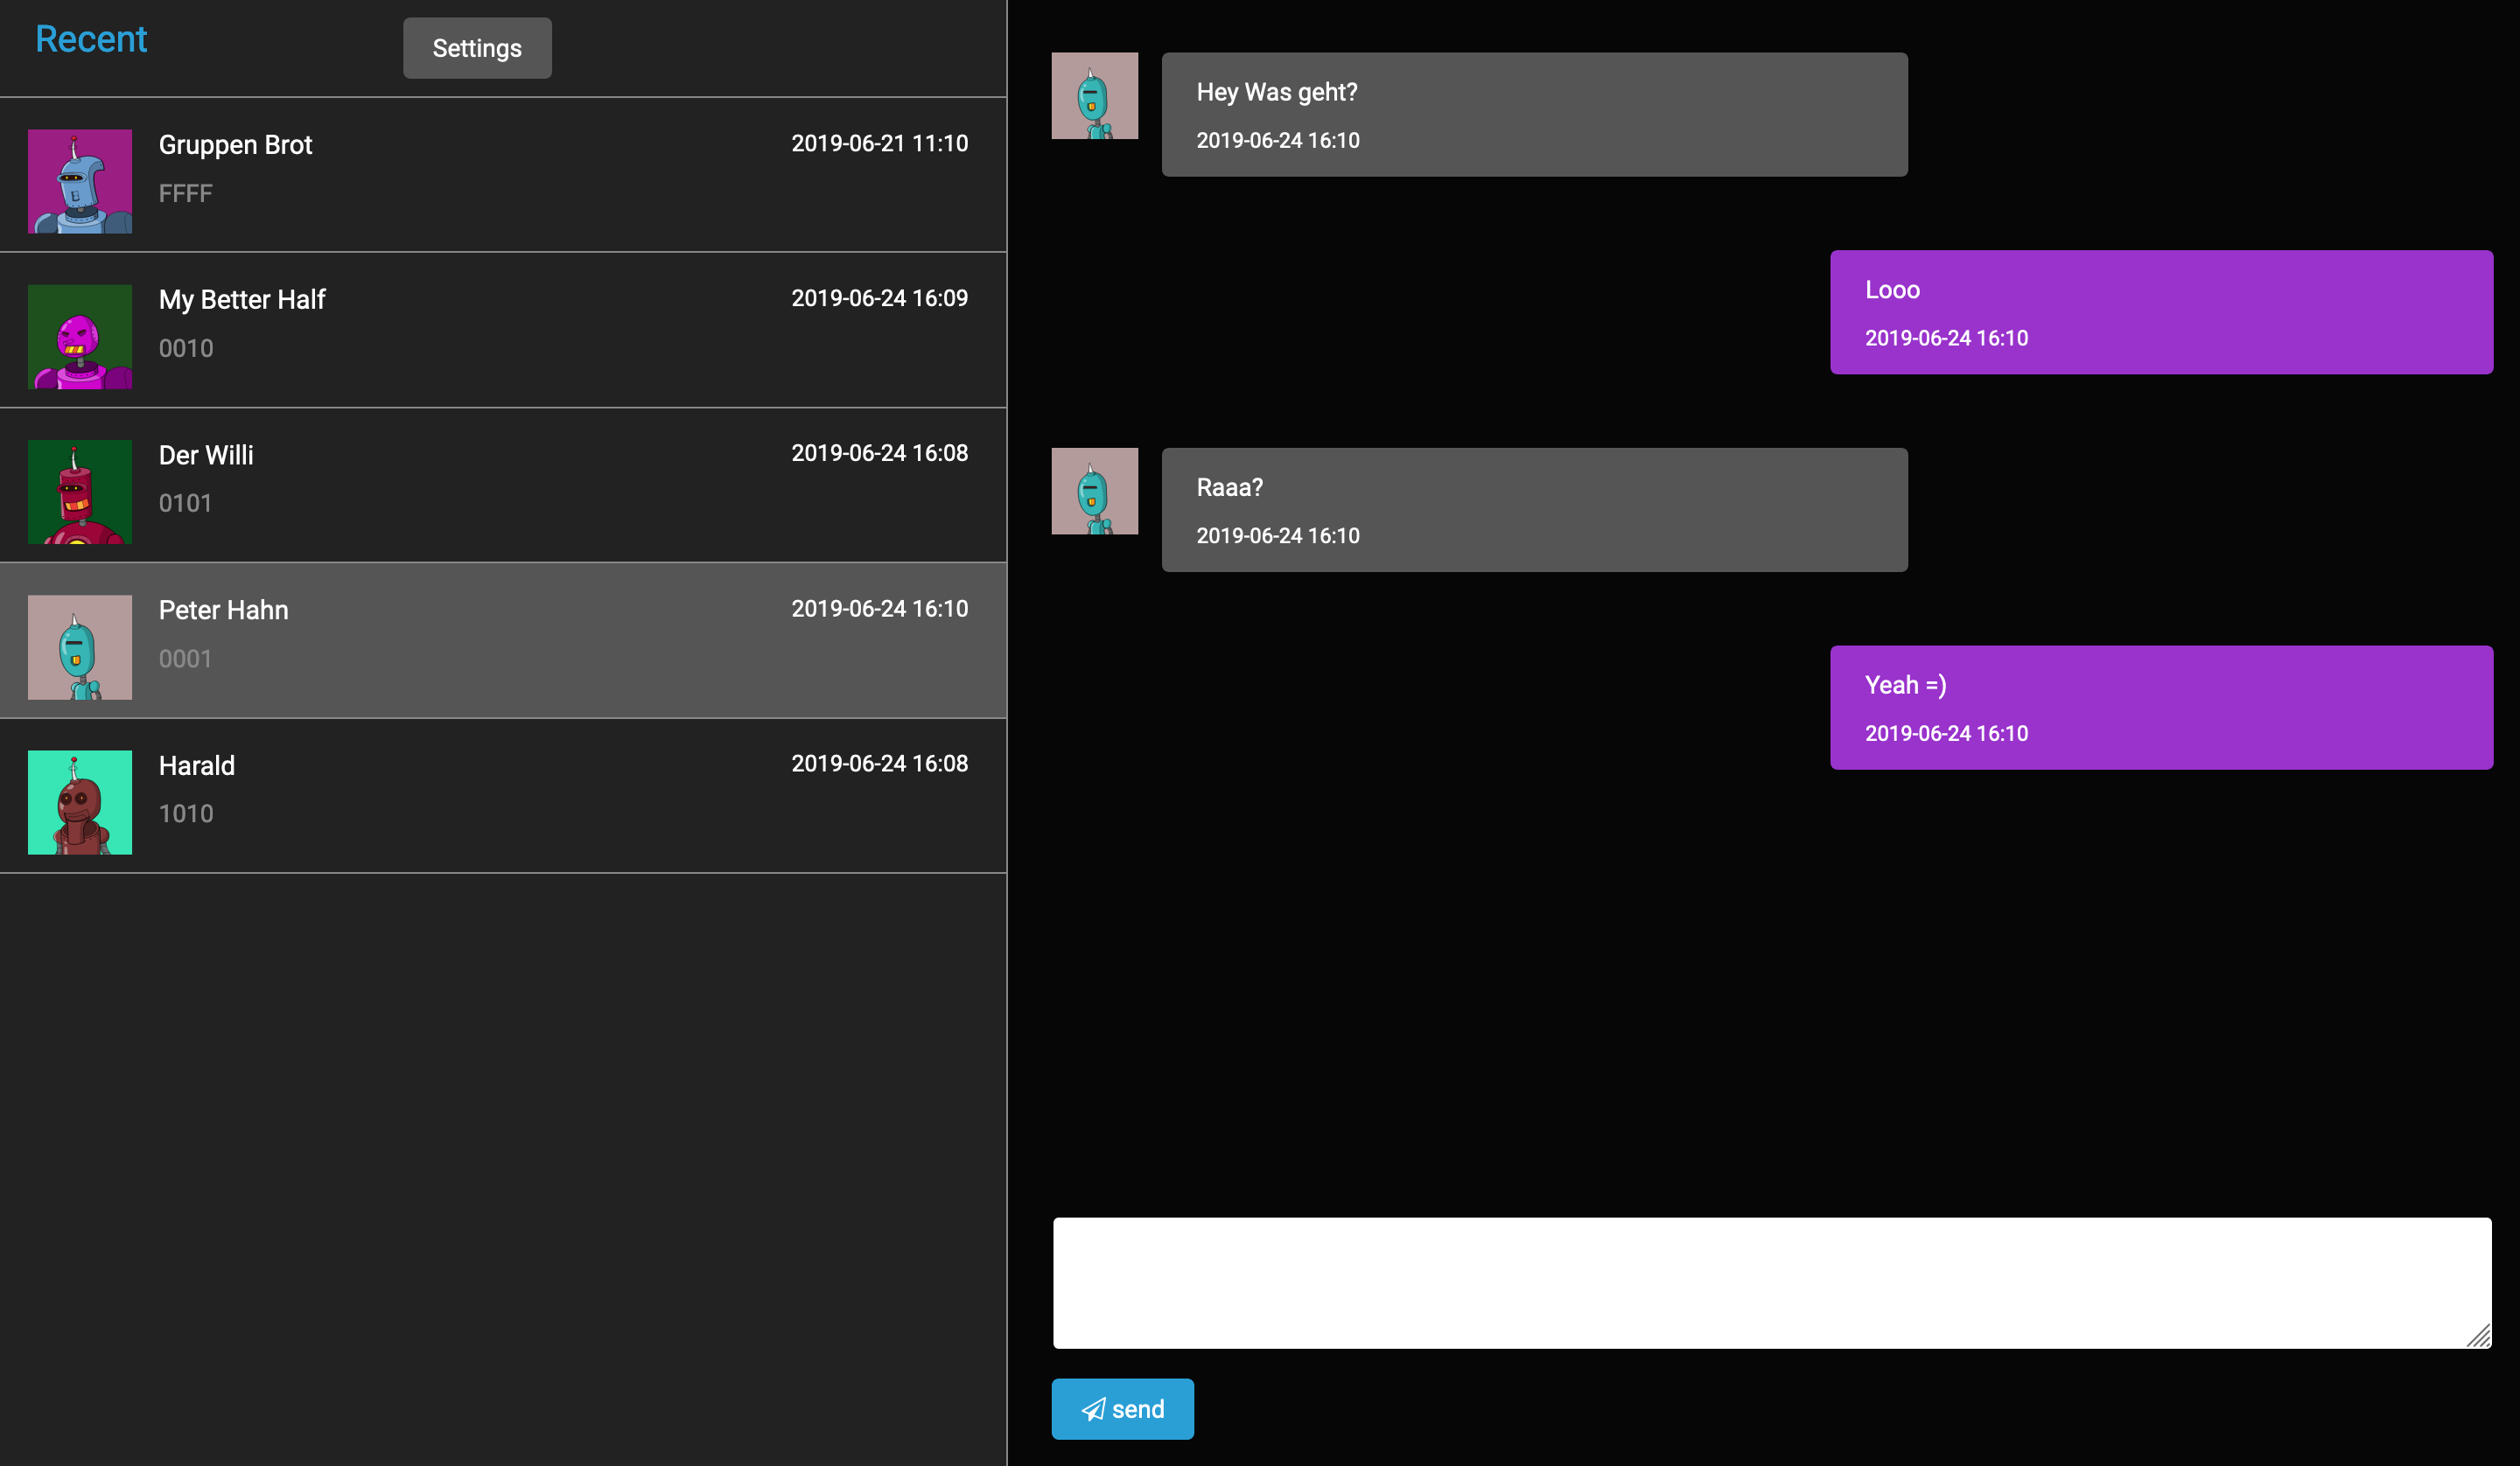 Recent
Settings
Gruppen Brot
2019-06-21 11:10
FFFF
My Better Half
2019-06-24 16:09
0010
Der Willi
2019-06-24 16:08
0101
Peter Hahn
2019-06-24 16:10
0001
Harald
2019-06-24 16:08
1010
Hey Was geht?
2019-06-24 16:10
Looo
2019-06-24 16:10
Raaa?
2019-06-24 16:10
Yeah =)
2019-06-24 16:10
send